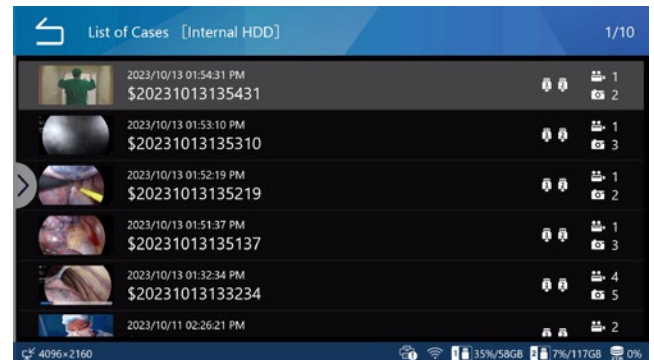 List of Cases [Internal HDD] 1/10
2023/10/13 01:54:31 PM
$20231013135431
1
2
2023/10/13 01:53:10 PM
$20231013135310
1
3
2023/10/13 01:52:19 PM
$20231013135219
1
2
2023/10/13 01:51:37 PM
$20231013135137
1
3
2023/10/13 01:32:34 PM
$20231013133234
4
5
2023/10/11 02:26:21 PM
2
4096×2160 1 35%/58GB 2 7%/117GB 0%